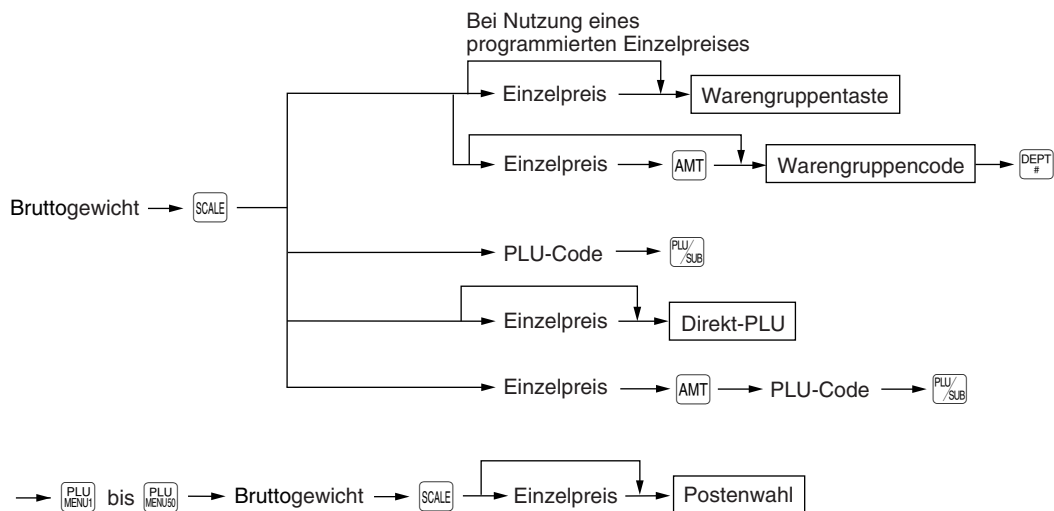 Bei Nutzung eines
programmierten Einzelpreises
Einzelpreis Warengruppentaste
Einzelpreis AMT Warengruppencode DEPT #
Bruttogewicht SCALE
PLU-Code PLU/SUB
Einzelpreis Direkt-PLU
Einzelpreis AMT PLU-Code PLU/SUB
PLU MENU1 bis PLU MENU50 Bruttogewicht SCALE Einzelpreis Postenwahl